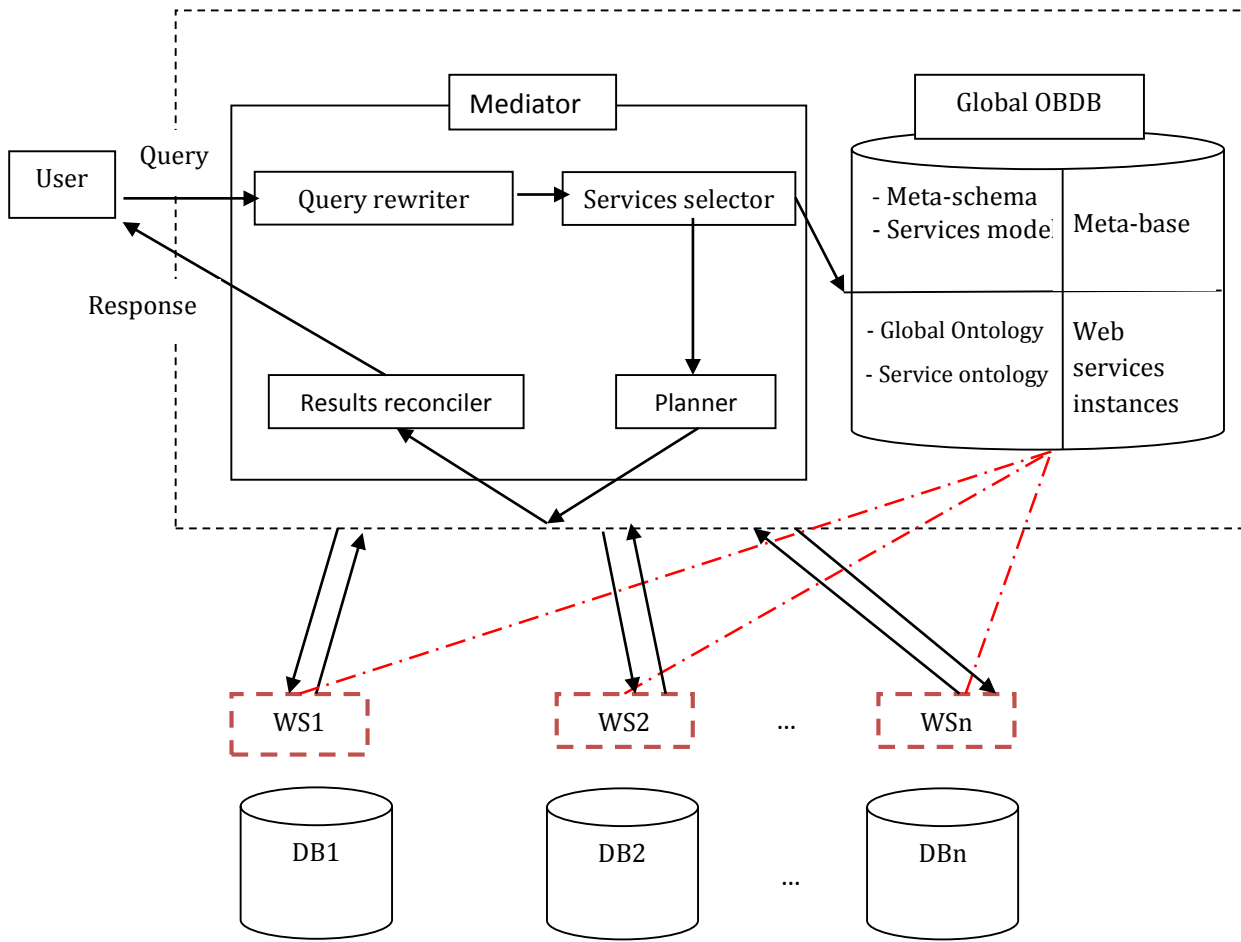 Mediator
Global OBDB
Query
User
Query rewriter
Services selector
- Meta-schema
- Services model
Meta-base
Response
- Global Ontology
- Service ontology
Web
services
instances
Results reconciler
Planner
WS1
WS2
...
WSn
DB1
DB2
...
DBn